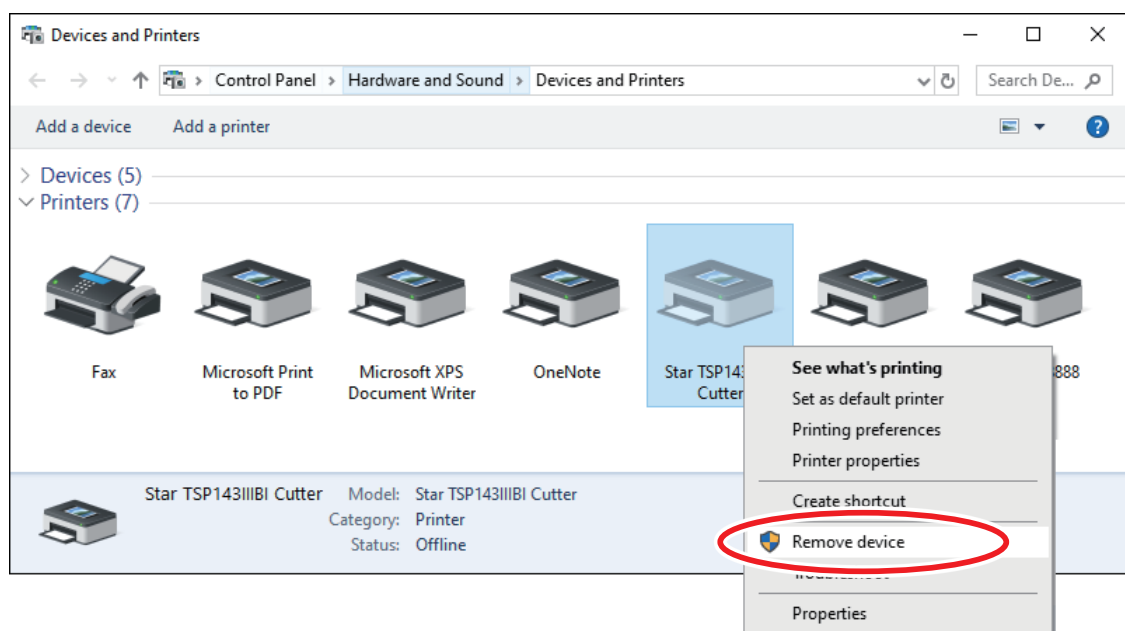 Devices and Printers
Control Panel > Hardware and Sound > Devices and Printers
Search De...
Add a device Add a printer
?
> Devices (5)
Printers (7)
Fax
Microsoft Print
to PDF
Microsoft XPS
Document Writer
OneNote
Star TSP143
Cutter
888
See what's printing
Set as default printer
Printing preferences
Printer properties
Create shortcut
Remove device
Properties
Star TSP143IIIBI Cutter
Model: Star TSP143IIIBI Cutter
Category: Printer
Status: Offline